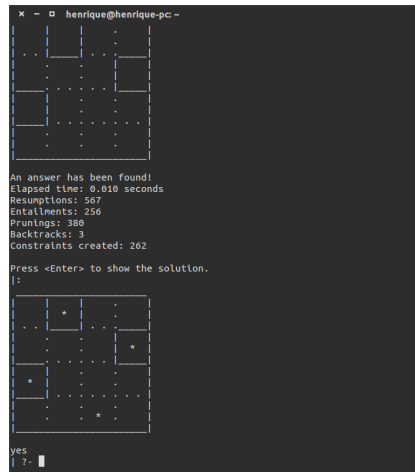 henrique@henrique-pc: ~
An answer has been found!
Elapsed time: 0.010 seconds
Resumptions: 567
Entailments: 256
Prunings: 380
Backtracks: 3
Constraints created: 262
Press <Enter> to show the solution.
|:
*
*
*
*
yes
| ?-